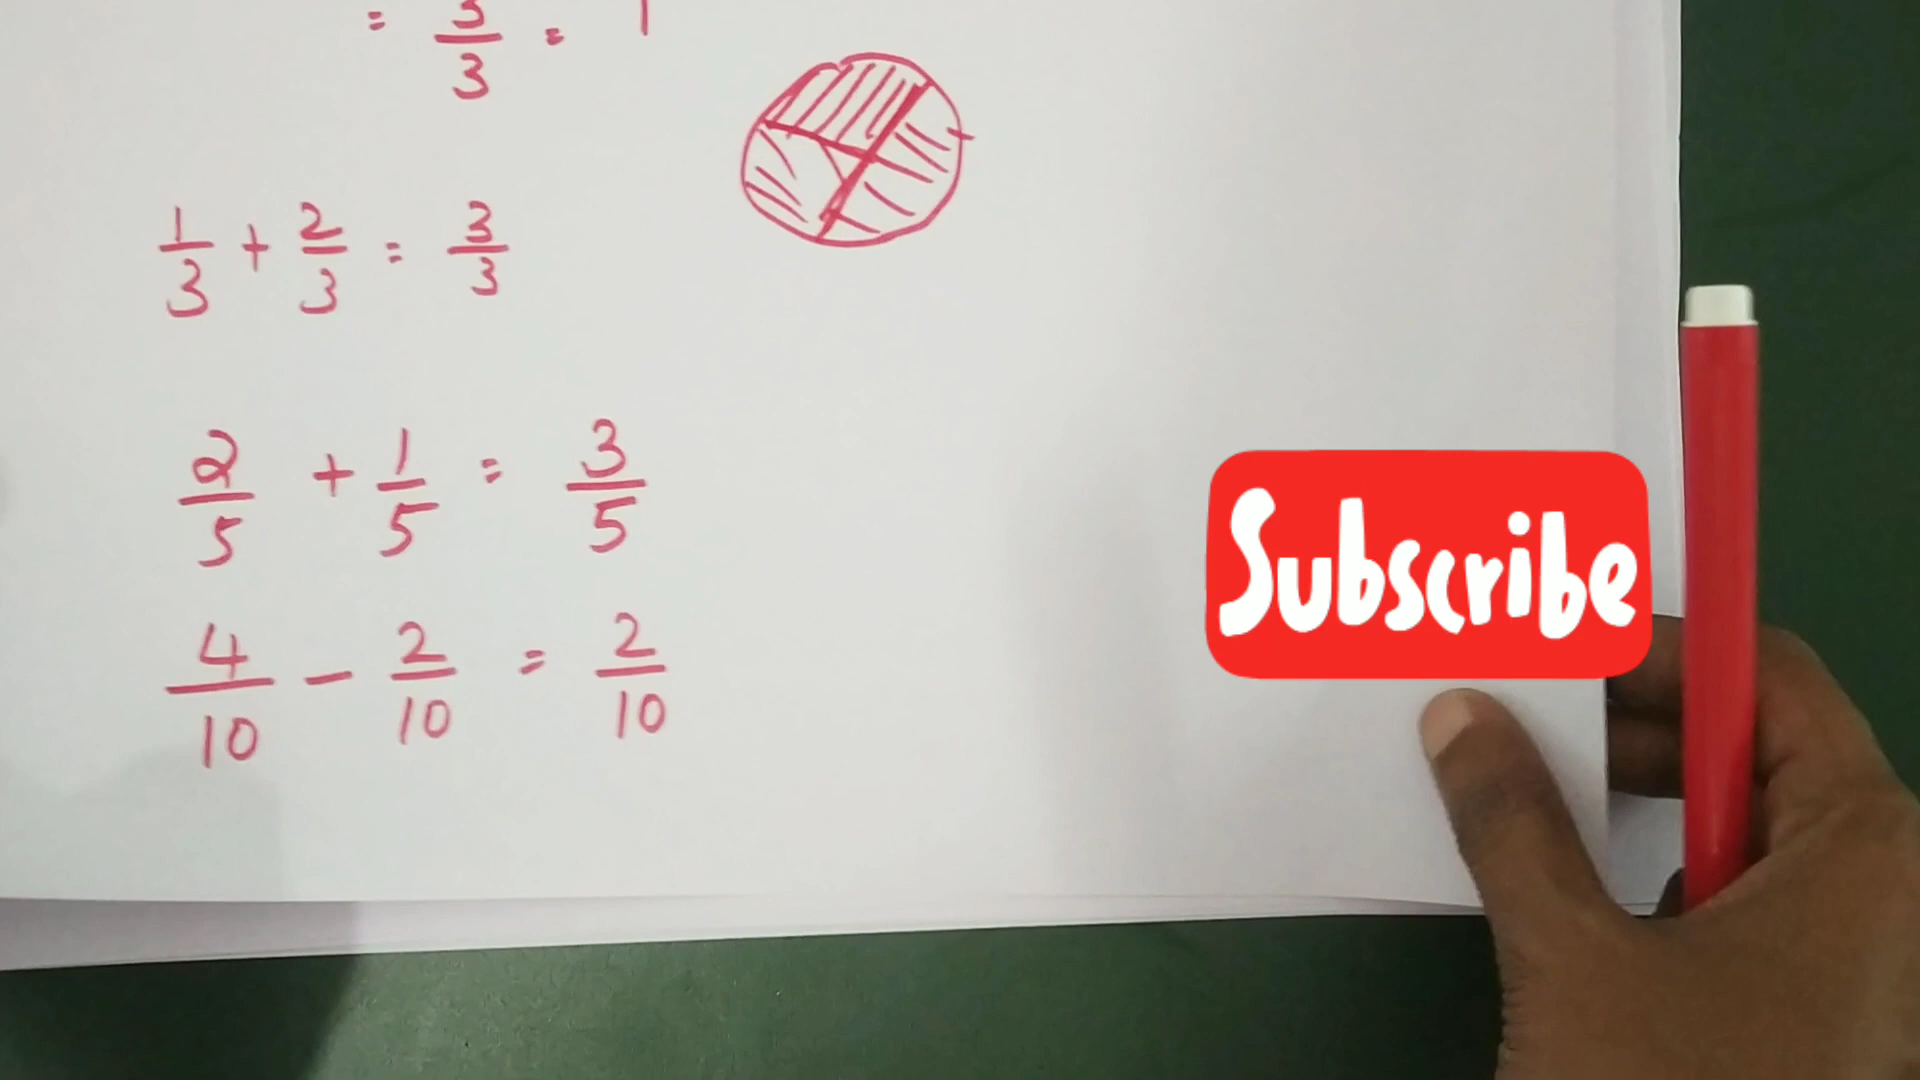 = 3/3 = 1
1/3 + 2/3 = 3/3
2/5 + 1/5 = 3/5
Subscribe
4/10 - 2/10 = 2/10